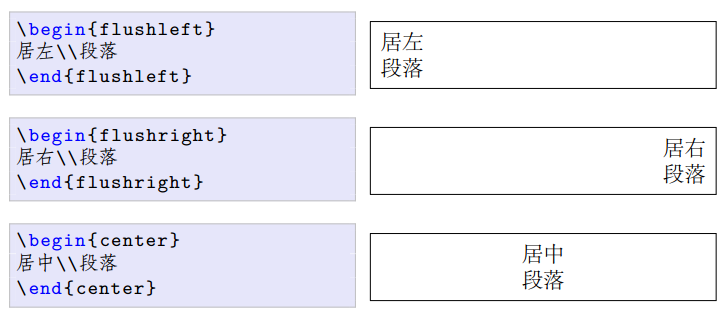 \begin{flushleft}
居左\\段落
\end{flushleft}
居左
段落
\begin{flushright}
居右\\段落
\end{flushright}
居右
段落
\begin{center}
居中\\段落
\end{center}
居中
段落